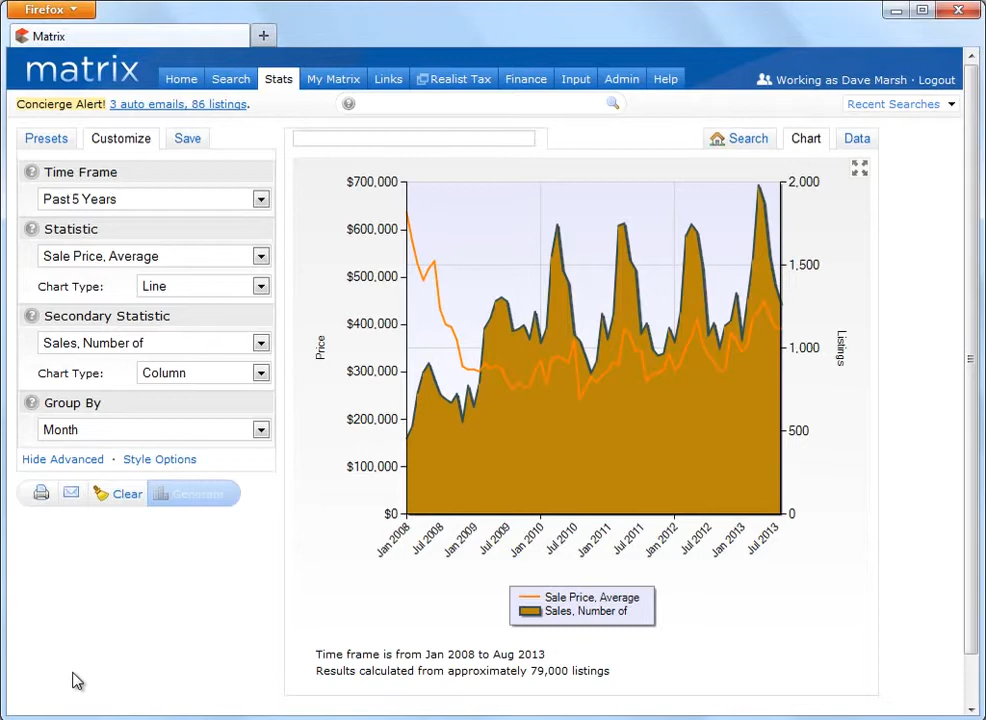 Firefox
Matrix
+
matrix
Home Search Stats My Matrix Links Realist Tax Finance Input Admin Help
Working as Dave Marsh · Logout
Concierge Alert! 3 auto emails, 86 listings.
Recent Searches
Presets Customize Save
Search Chart Data
Time Frame
Past 5 Years
Statistic
Sale Price, Average
Chart Type: Line
Secondary Statistic
Sales, Number of
Chart Type: Column
Group By
Month
Hide Advanced · Style Options
Clear Generate
$700,000
$600,000
$500,000
$400,000
$300,000
$200,000
$100,000
$0
Price
2,000
1,500
1,000
500
0
Listings
Jan 2008 Jul 2008 Jan 2009 Jul 2009 Jan 2010 Jul 2010 Jan 2011 Jul 2011 Jan 2012 Jul 2012 Jan 2013 Jul 2013
Sale Price, Average
Sales, Number of
Time frame is from Jan 2008 to Aug 2013
Results calculated from approximately 79,000 listings